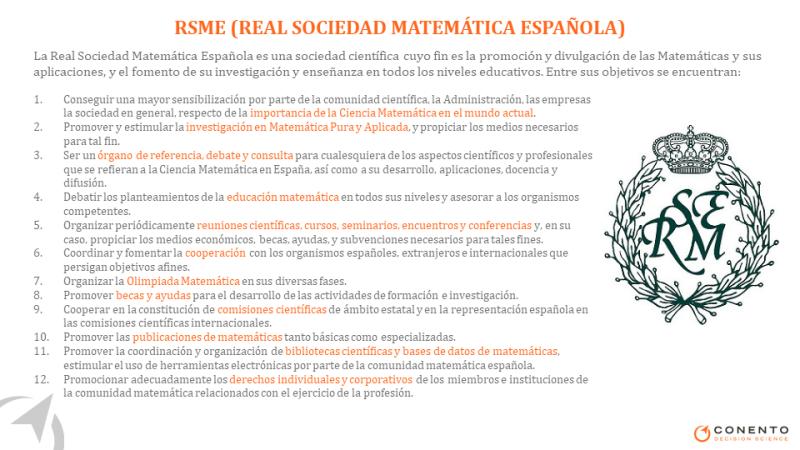 RSME (REAL SOCIEDAD MATEMÁTICA ESPAÑOLA)
La Real Sociedad Matemática Española es una sociedad científica cuyo fin es la promoción y divulgación de las Matemáticas y sus
aplicaciones, y el fomento de su investigación y enseñanza en todos los niveles educativos. Entre sus objetivos se encuentran:
1. Conseguir una mayor sensibilización por parte de la comunidad científica, la Administración, las empresas
la sociedad en general, respecto de la importancia de la Ciencia Matemática en el mundo actual.
2. Promover y estimular la investigación en Matemática Pura y Aplicada, y propiciar los medios necesarios
para tal fin.
3. Ser un órgano de referencia, debate y consulta para cualesquiera de los aspectos científicos y profesionales
que se refieran a la Ciencia Matemática en España, así como a su desarrollo, aplicaciones, docencia y
difusión.
4. Debatir los planteamientos de la educación matemática en todos sus niveles y asesorar a los organismos
competentes.
5. Organizar periódicamente reuniones científicas, cursos, seminarios, encuentros y conferencias y, en su
caso, propiciar los medios económicos, becas, ayudas, y subvenciones necesarios para tales fines.
6. Coordinar y fomentar la cooperación con los organismos españoles, extranjeros e internacionales que
persigan objetivos afines.
7. Organizar la Olimpiada Matemática en sus diversas fases.
8. Promover becas y ayudas para el desarrollo de las actividades de formación e investigación.
9. Cooperar en la constitución de comisiones científicas de ámbito estatal y en la representación española en
las comisiones científicas internacionales.
10. Promover las publicaciones de matemáticas tanto básicas como especializadas.
11. Promover la coordinación y organización de bibliotecas científicas y bases de datos de matemáticas,
estimular el uso de herramientas electrónicas por parte de la comunidad matemática española.
12. Promocionar adecuadamente los derechos individuales y corporativos de los miembros e instituciones de
la comunidad matemática relacionados con el ejercicio de la profesión.
RSME
CONENTO
DECISION SCIENCE